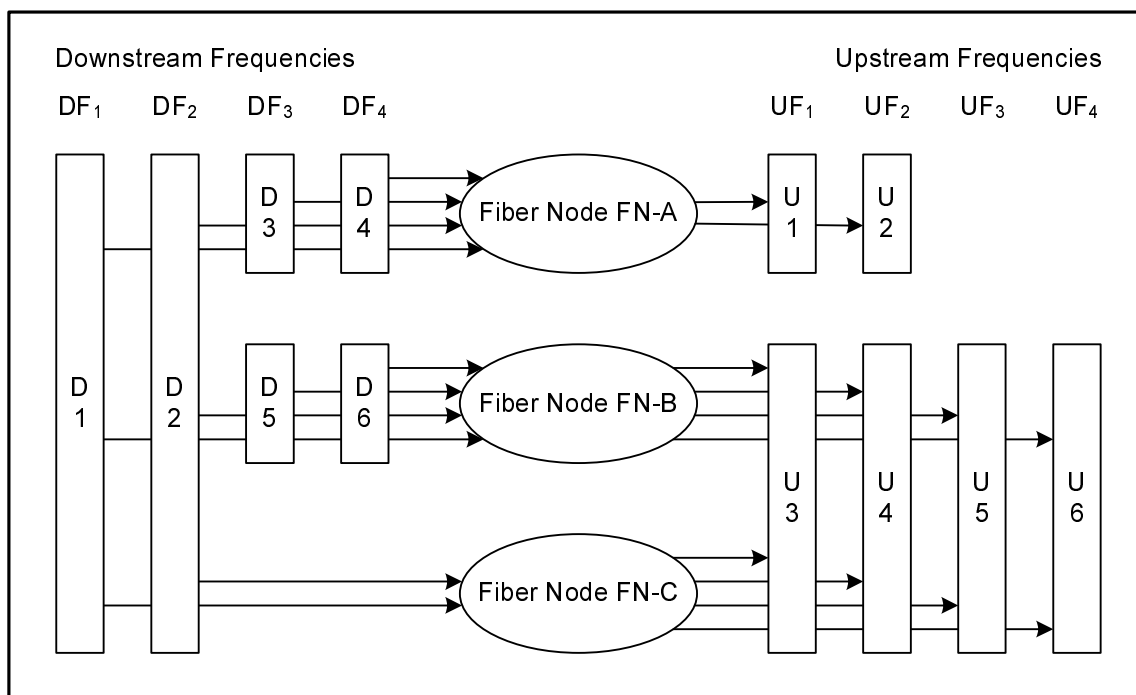 Downstream Frequencies
Upstream Frequencies
DF₁ DF₂ DF₃ DF₄
UF₁ UF₂ UF₃ UF₄
D
3
D
4
Fiber Node FN-A
U
1
U
2
D
1
D
2
D
5
D
6
Fiber Node FN-B
U
3
U
4
U
5
U
6
Fiber Node FN-C